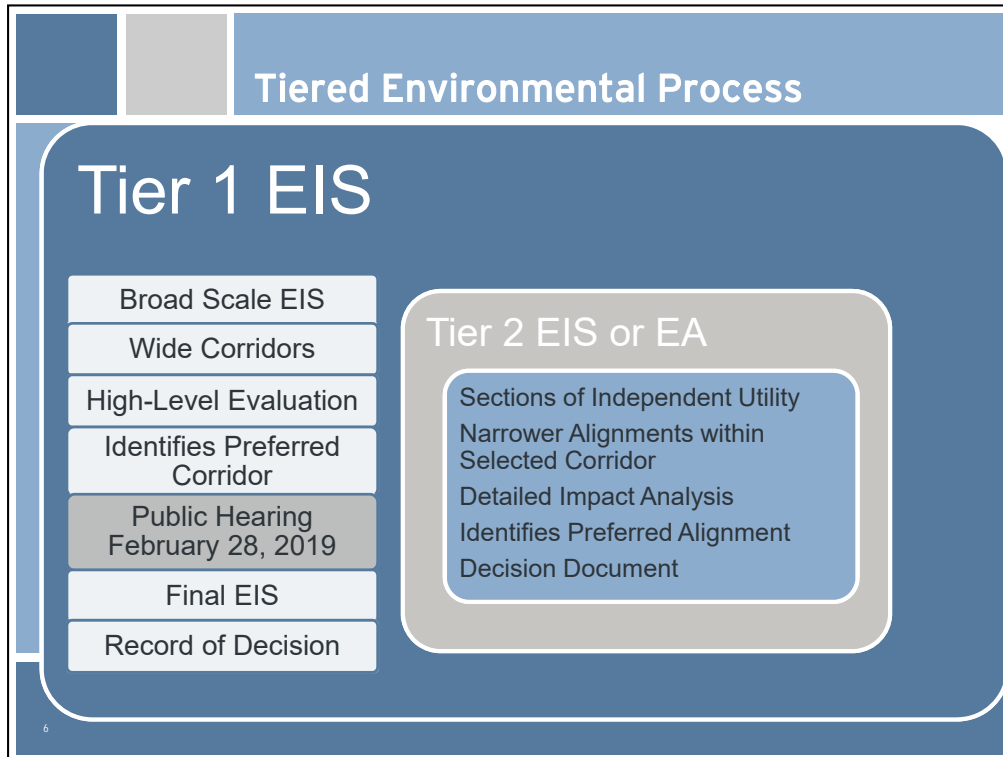 Tiered Environmental Process
Tier 1 EIS
Broad Scale EIS
Wide Corridors
High-Level Evaluation
Identifies Preferred
Corridor
Public Hearing
February 28, 2019
Final EIS
Record of Decision
Tier 2 EIS or EA
Sections of Independent Utility
Narrower Alignments within
Selected Corridor
Detailed Impact Analysis
Identifies Preferred Alignment
Decision Document
6